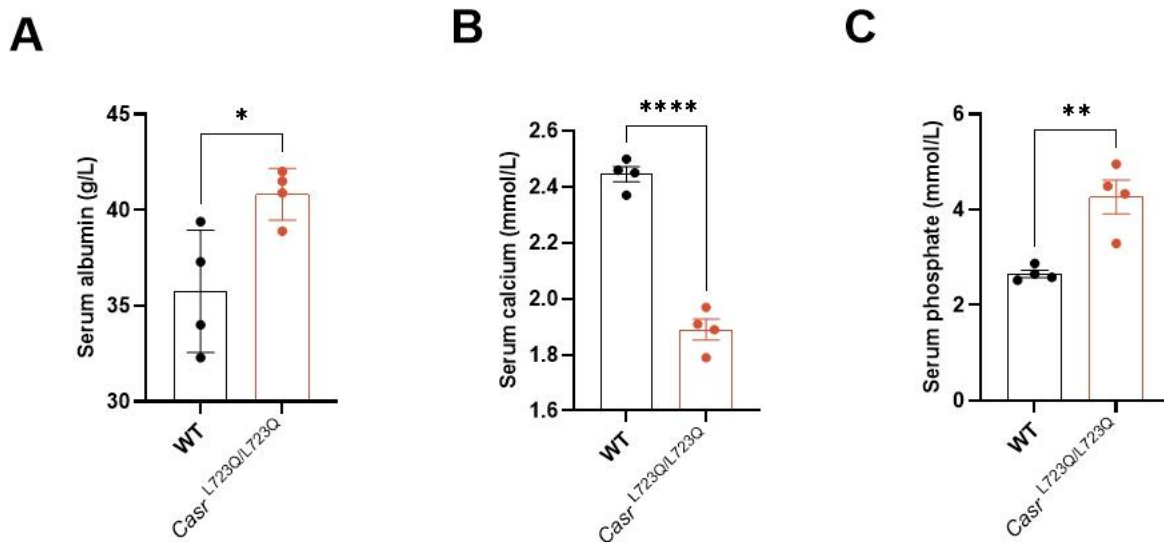 A
Serum albumin (g/L)
45
40
35
30
*
WT
Casr L723Q/L723Q
B
Serum calcium (mmol/L)
2.6
2.4
2.2
2.0
1.8
1.6
****
WT
Casr L723Q/L723Q
C
Serum phosphate (mmol/L)
6
4
2
0
**
WT
Casr L723Q/L723Q